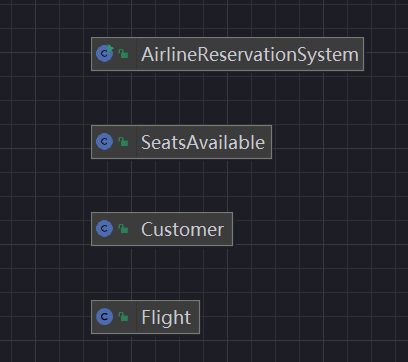 AirlineReservationSystem
SeatsAvailable
Customer
Flight